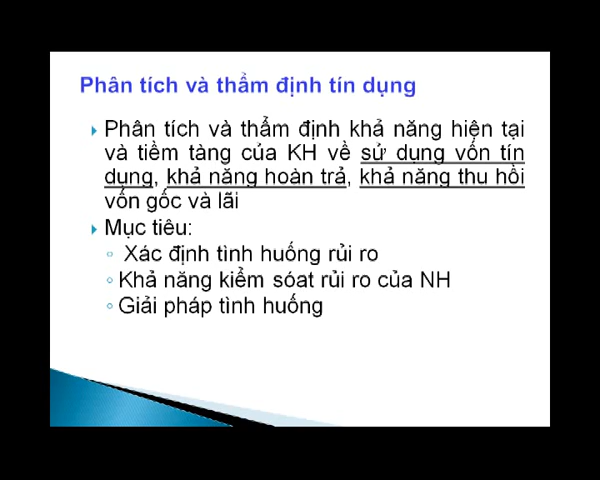 Phân tích và thẩm định tín dụng
Phân tích và thẩm định khả năng hiện tại
và tiềm tàng của KH về sử dụng vốn tín
dụng, khả năng hoàn trả, khả năng thu hồi
vốn gốc và lãi
Mục tiêu:
Xác định tình huống rủi ro
Khả năng kiểm sóat rủi ro của NH
Giải pháp tình huống